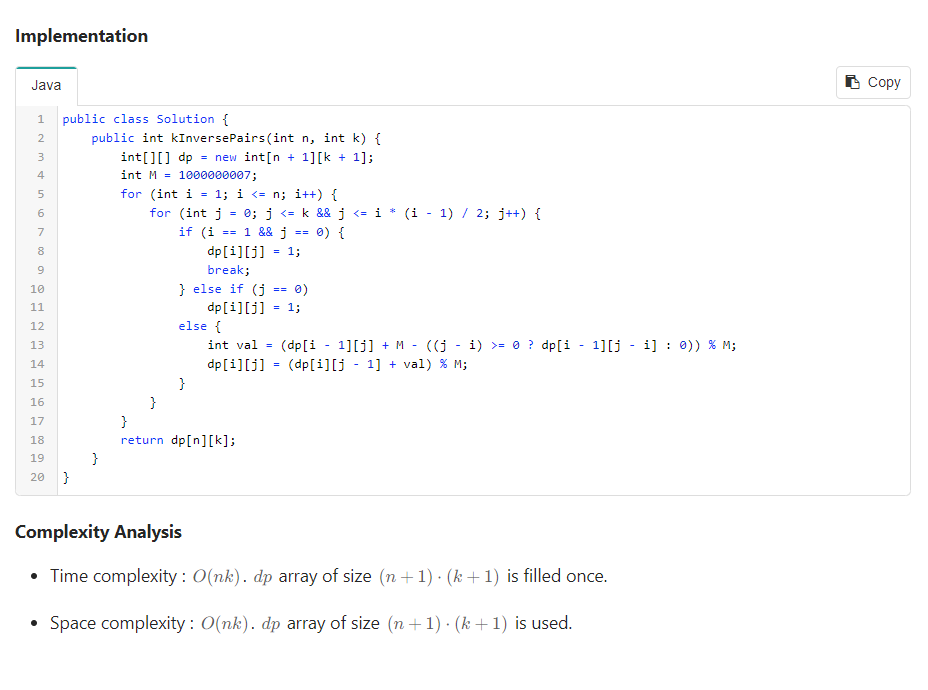 Implementation
Java
Copy
1 public class Solution {
2     public int kInversePairs(int n, int k) {
3         int[][] dp = new int[n + 1][k + 1];
4         int M = 1000000007;
5         for (int i = 1; i <= n; i++) {
6             for (int j = 0; j <= k && j <= i * (i - 1) / 2; j++) {
7                 if (i == 1 && j == 0) {
8                     dp[i][j] = 1;
9                     break;
10                 } else if (j == 0)
11                     dp[i][j] = 1;
12                 else {
13                     int val = (dp[i - 1][j] + M - ((j - i) >= 0 ? dp[i - 1][j - i] : 0)) % M;
14                     dp[i][j] = (dp[i][j - 1] + val) % M;
15                 }
16             }
17         }
18         return dp[n][k];
19     }
20 }
Complexity Analysis
• Time complexity : O(nk). dp array of size (n + 1) · (k + 1) is filled once.
• Space complexity : O(nk). dp array of size (n + 1) · (k + 1) is used.